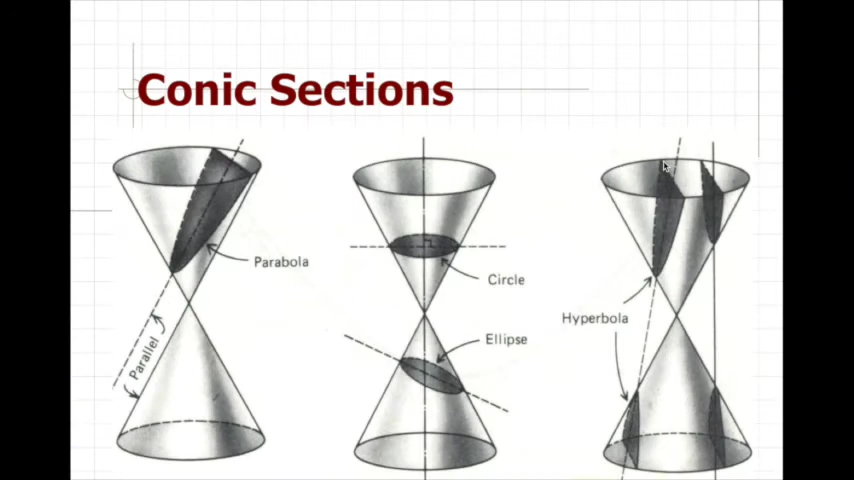 Conic Sections
Parabola
Parallel
Circle
Ellipse
Hyperbola